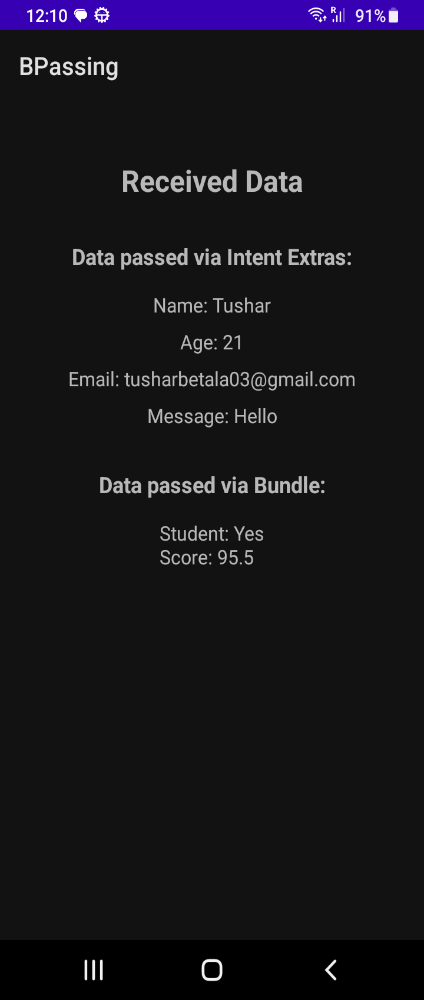 12:10
R
91%
BPassing
Received Data
Data passed via Intent Extras:
Name: Tushar
Age: 21
Email: tusharbetala03@gmail.com
Message: Hello
Data passed via Bundle:
Student: Yes
Score: 95.5